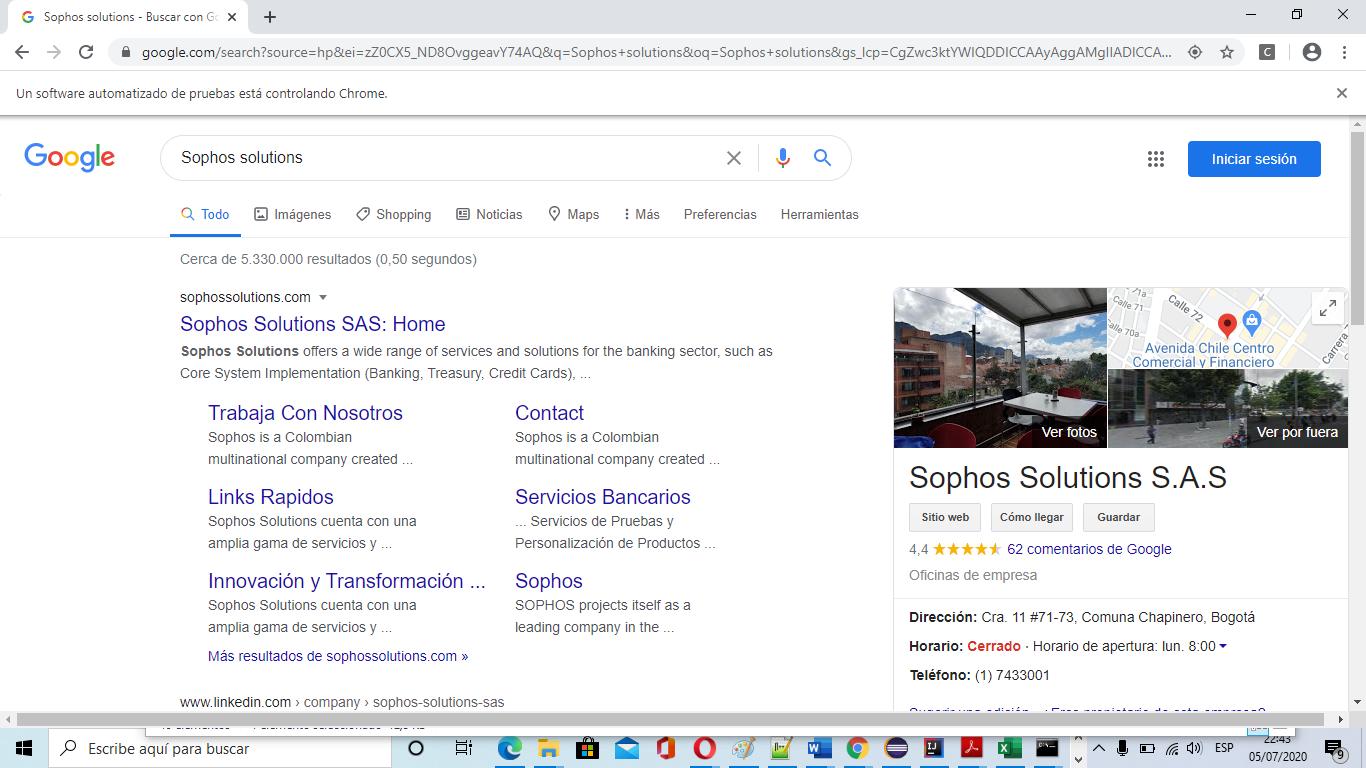 Sophos solutions - Buscar con Go
google.com/search?source=hp&ei=zZ0CX5_ND8OvggeavY74AQ&q=Sophos+solutions&oq=Sophos+solutions&gs_lcp=CgZwc3ktYWIQDDICCAAyAggAMgIIADICCA...
C
Un software automatizado de pruebas está controlando Chrome.
Google
Sophos solutions
Iniciar sesión
Todo Imágenes Shopping Noticias Maps Más Preferencias Herramientas
Cerca de 5.330.000 resultados (0,50 segundos)
sophossolutions.com
Sophos Solutions SAS: Home
Sophos Solutions offers a wide range of services and solutions for the banking sector, such as
Core System Implementation (Banking, Treasury, Credit Cards), ...
Trabaja Con Nosotros
Sophos is a Colombian
multinational company created ...
Contact
Sophos is a Colombian
multinational company created ...
Links Rapidos
Sophos Solutions cuenta con una
amplia gama de servicios y ...
Servicios Bancarios
... Servicios de Pruebas y
Personalización de Productos ...
Innovación y Transformación ...
Sophos Solutions cuenta con una
amplia gama de servicios y ...
Sophos
SOPHOS projects itself as a
leading company in the ...
Más resultados de sophossolutions.com »
www.linkedin.com › company › sophos-solutions-sas
Calle 72
Calle 71
Calle 70a
Carrera
Avenida Chile Centro
Comercial y Financiero
Ver fotos
Ver por fuera
Sophos Solutions S.A.S
Sitio web Cómo llegar Guardar
4,4 62 comentarios de Google
Oficinas de empresa
Dirección: Cra. 11 #71-73, Comuna Chapinero, Bogotá
Horario: Cerrado · Horario de apertura: lun. 8:00
Teléfono: (1) 7433001
Sugerir una edición · ¿Eres propietario de esta empresa?
Escribe aquí para buscar
ESP
22:43
05/07/2020
9